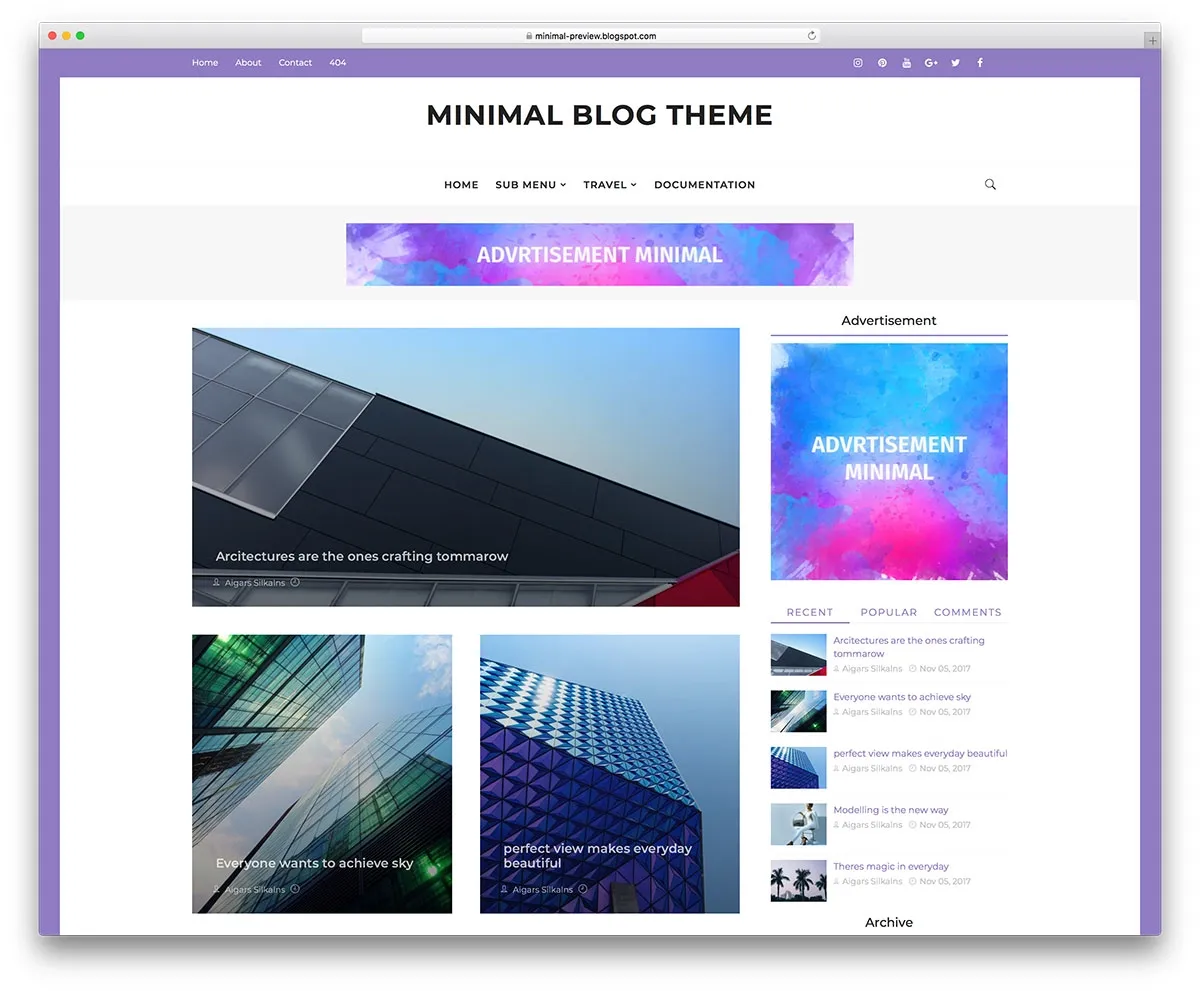 minimal-preview.blogspot.com
Home About Contact 404
MINIMAL BLOG THEME
HOME SUB MENU TRAVEL DOCUMENTATION
ADVRTISEMENT MINIMAL
Arcitectures are the ones crafting tommarow
Aigars Silkalns
Everyone wants to achieve sky
Aigars Silkalns
perfect view makes everyday
beautiful
Aigars Silkalns
Advertisement
ADVRTISEMENT
MINIMAL
RECENT POPULAR COMMENTS
Arcitectures are the ones crafting
tommarow
Aigars Silkalns Nov 05, 2017
Everyone wants to achieve sky
Aigars Silkalns Nov 05, 2017
perfect view makes everyday beautiful
Aigars Silkalns Nov 05, 2017
Modelling is the new way
Aigars Silkalns Nov 05, 2017
Theres magic in everyday
Aigars Silkalns Nov 05, 2017
Archive